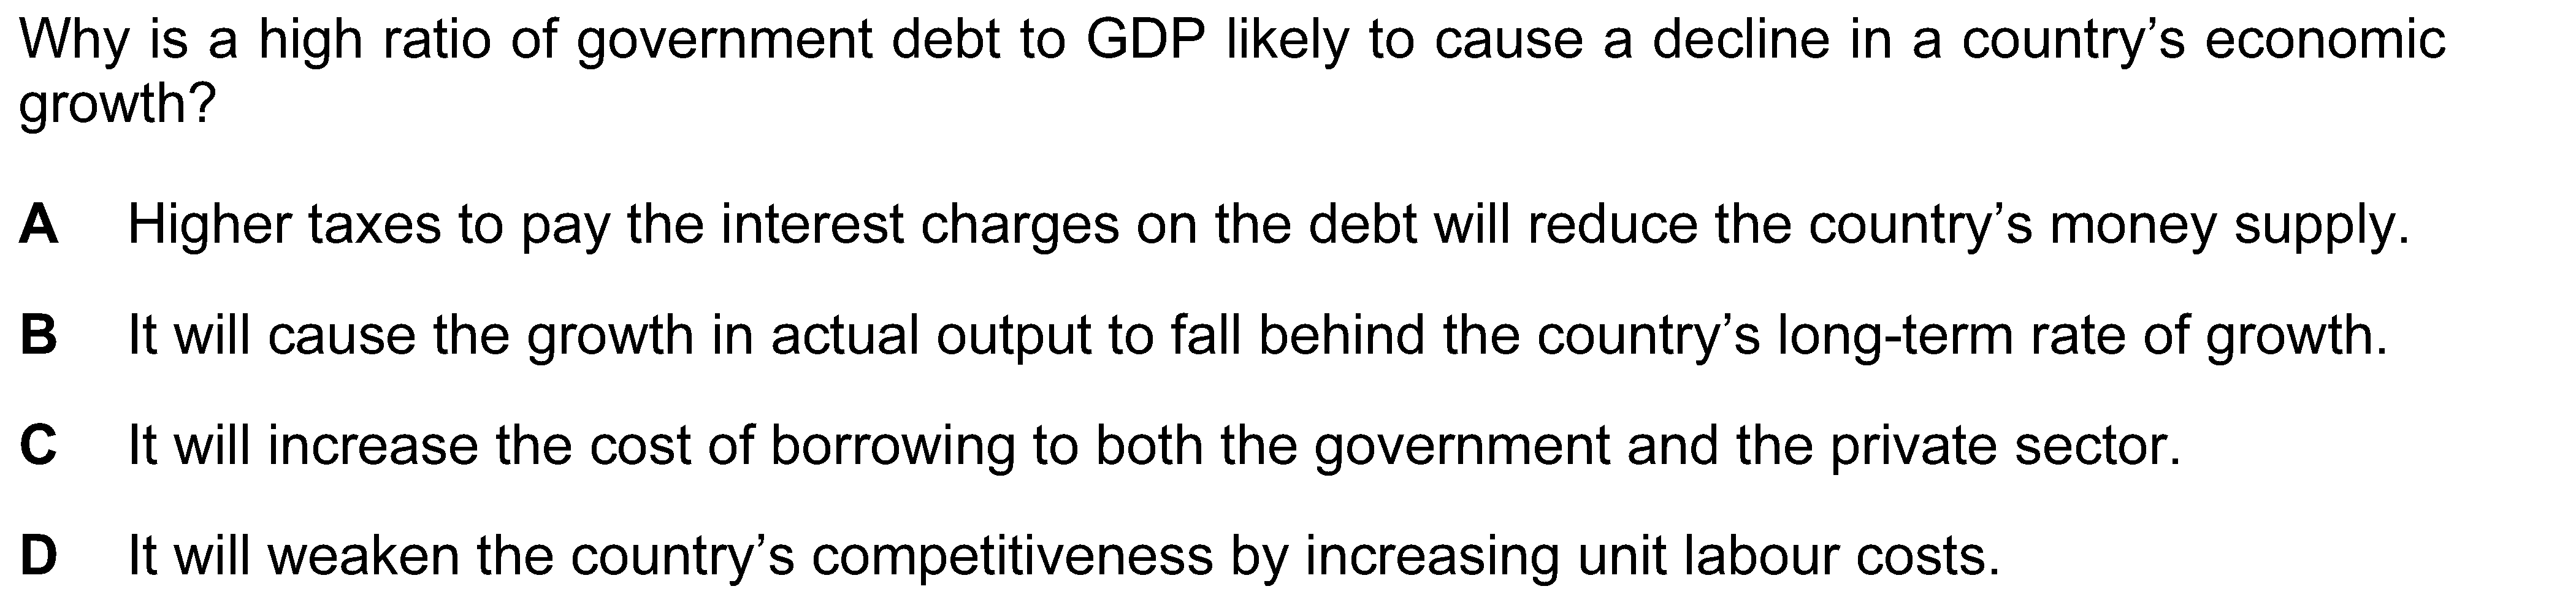 Why is a high ratio of government debt to GDP likely to cause a decline in a country’s economic
growth?
A Higher taxes to pay the interest charges on the debt will reduce the country’s money supply.
B It will cause the growth in actual output to fall behind the country’s long-term rate of growth.
C It will increase the cost of borrowing to both the government and the private sector.
D It will weaken the country’s competitiveness by increasing unit labour costs.